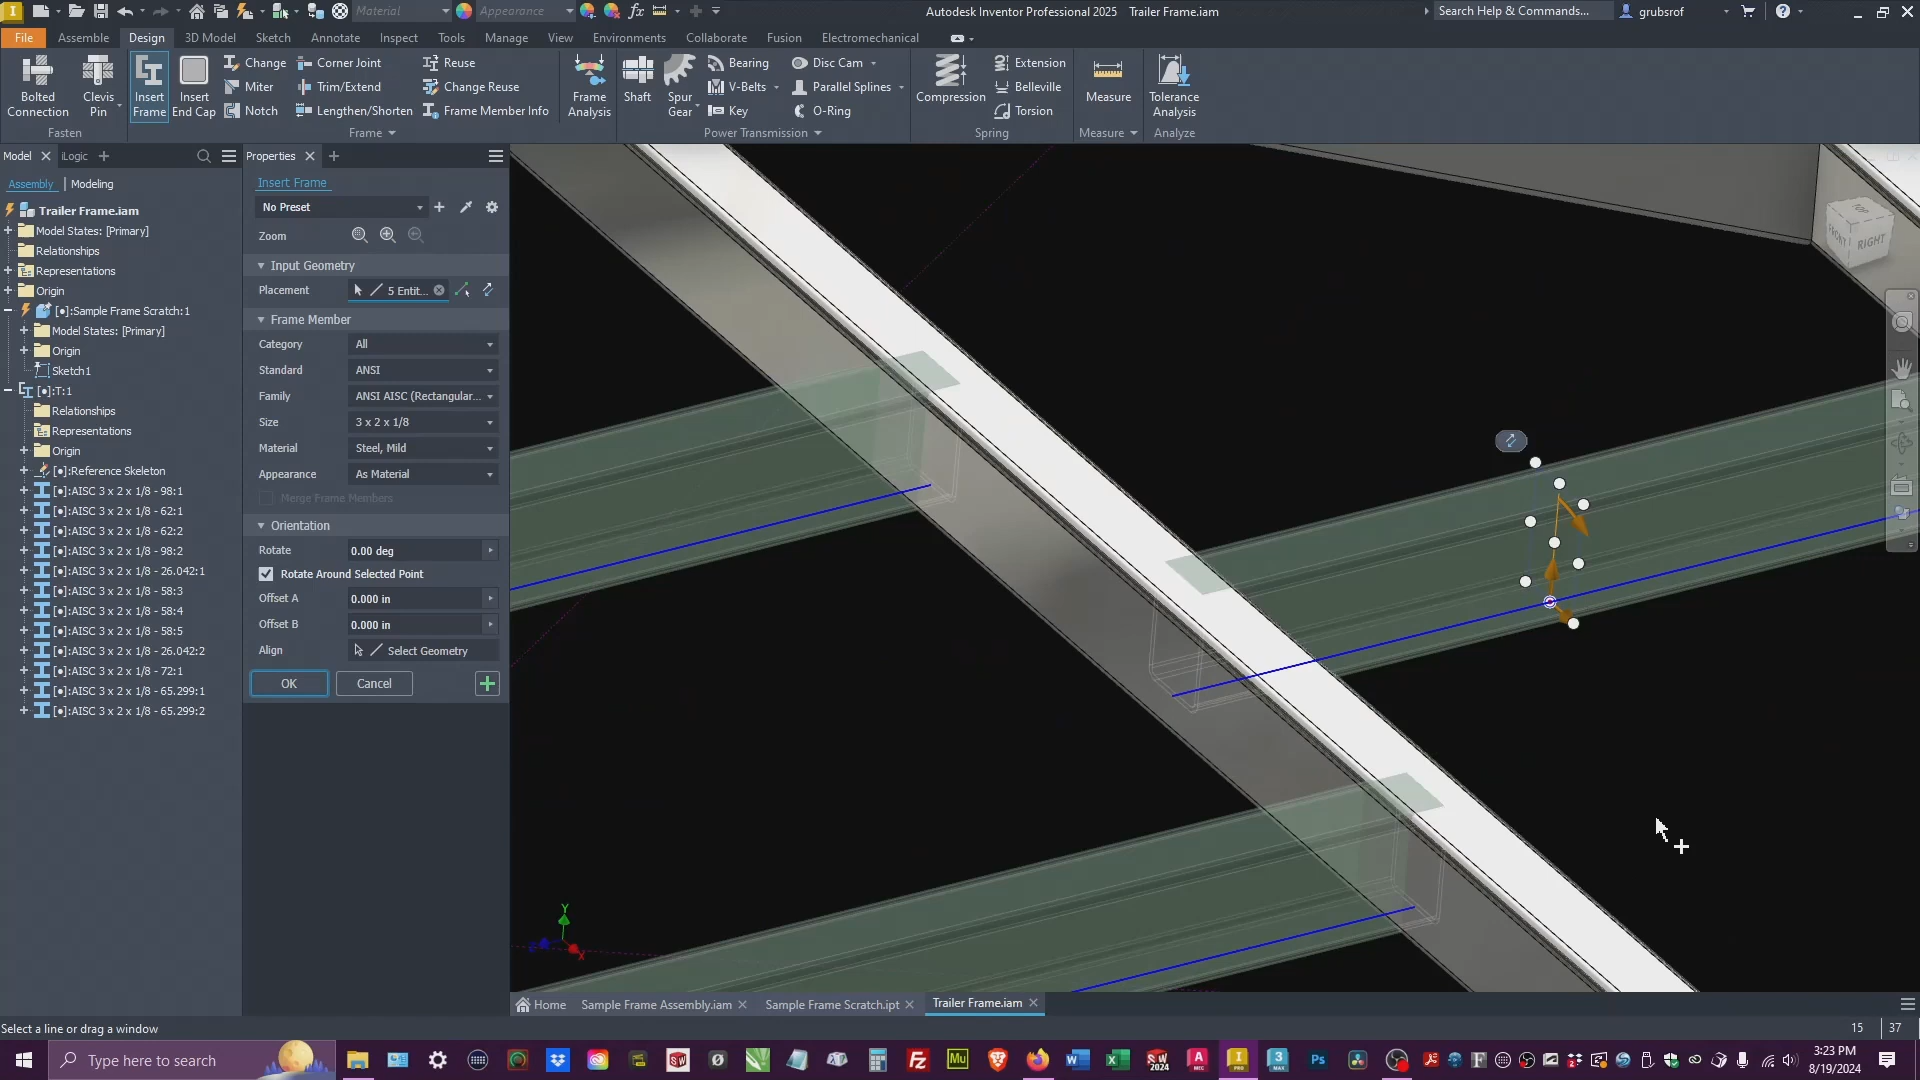 Material
Appearance
Autodesk Inventor Professional 2025 Trailer Frame.iam
Search Help & Commands...
grubsrof
File Assemble Design 3D Model Sketch Annotate Inspect Tools Manage View Environments Collaborate Fusion Electromechanical
Bolted Connection
Clevis Pin
Insert Frame
Insert End Cap
Change
Miter
Notch
Corner Joint
Trim/Extend
Lengthen/Shorten
Reuse
Change Reuse
Frame Member Info
Frame Analysis
Shaft
Spur Gear
Bearing
V-Belts
Key
Disc Cam
Parallel Splines
O-Ring
Compression
Extension
Belleville
Torsion
Measure
Tolerance Analysis
Fasten
Frame
Power Transmission
Spring
Measure
Analyze
Model
iLogic
Assembly | Modeling
Trailer Frame.iam
Model States: [Primary]
Relationships
Representations
Origin
[●]:Sample Frame Scratch:1
Model States: [Primary]
Origin
Sketch1
[●]:T:1
Relationships
Representations
Origin
[●]:Reference Skeleton
[●]:AISC 3 x 2 x 1/8 - 98:1
[●]:AISC 3 x 2 x 1/8 - 62:1
[●]:AISC 3 x 2 x 1/8 - 62:2
[●]:AISC 3 x 2 x 1/8 - 98:2
[●]:AISC 3 x 2 x 1/8 - 26.042:1
[●]:AISC 3 x 2 x 1/8 - 58:3
[●]:AISC 3 x 2 x 1/8 - 58:4
[●]:AISC 3 x 2 x 1/8 - 58:5
[●]:AISC 3 x 2 x 1/8 - 26.042:2
[●]:AISC 3 x 2 x 1/8 - 72:1
[●]:AISC 3 x 2 x 1/8 - 65.299:1
[●]:AISC 3 x 2 x 1/8 - 65.299:2
Properties
Insert Frame
No Preset
Zoom
Input Geometry
Placement 5 Entit...
Frame Member
Category All
Standard ANSI
Family ANSI AISC (Rectangular...
Size 3 x 2 x 1/8
Material Steel, Mild
Appearance As Material
Merge Frame Members
Orientation
Rotate 0.00 deg
Rotate Around Selected Point
Offset A 0.000 in
Offset B 0.000 in
Align Select Geometry
OK Cancel
TOP
FRONT
RIGHT
Y
X
Home Sample Frame Assembly.iam Sample Frame Scratch.ipt Trailer Frame.iam
Select a line or drag a window
15 37
Type here to search
3:23 PM
8/19/2024